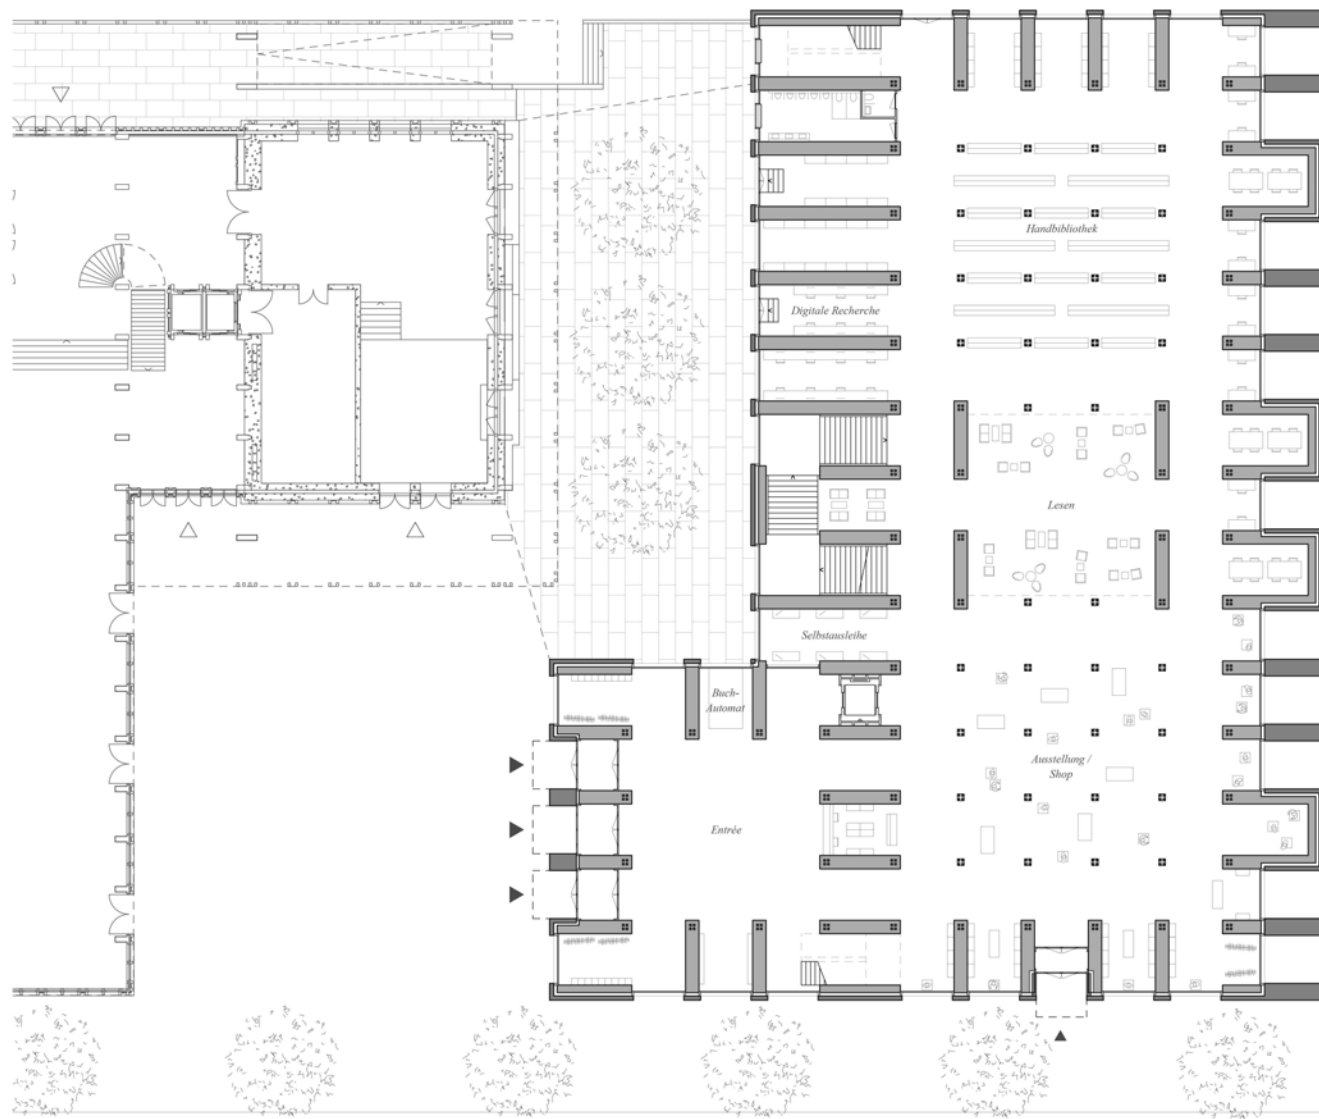 Handbibliothek
Digitale Recherche
Lesen
Selbstausleihe
Buch-
Automat
Ausstellung /
Shop
Entrée